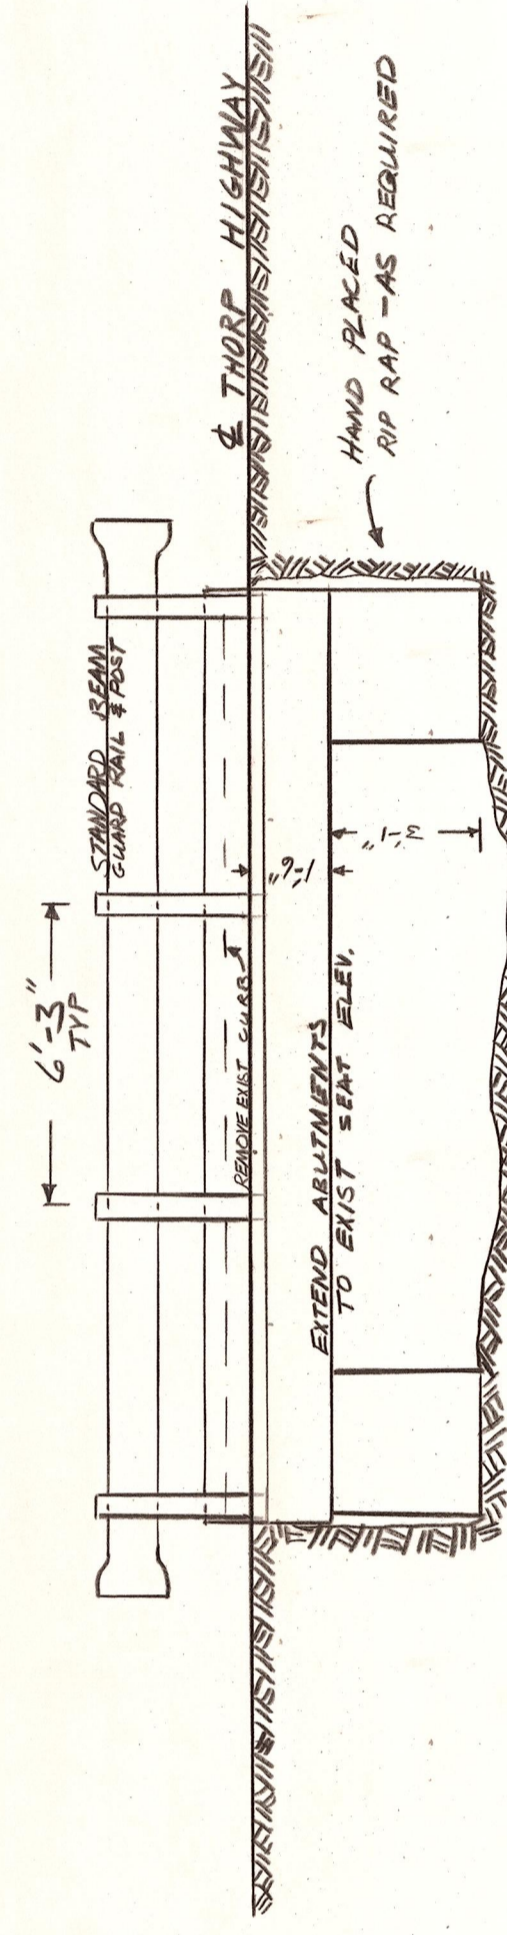 6'-3"
TYP
STANDARD BEAM
GUARD RAIL & POST
REMOVE EXIST CURB
℄ THORP HIGHWAY
1'-6"
3'-1"
EXTEND ABUTMENTS
TO EXIST SEAT ELEV.
HAND PLACED
RIP RAP - AS REQUIRED